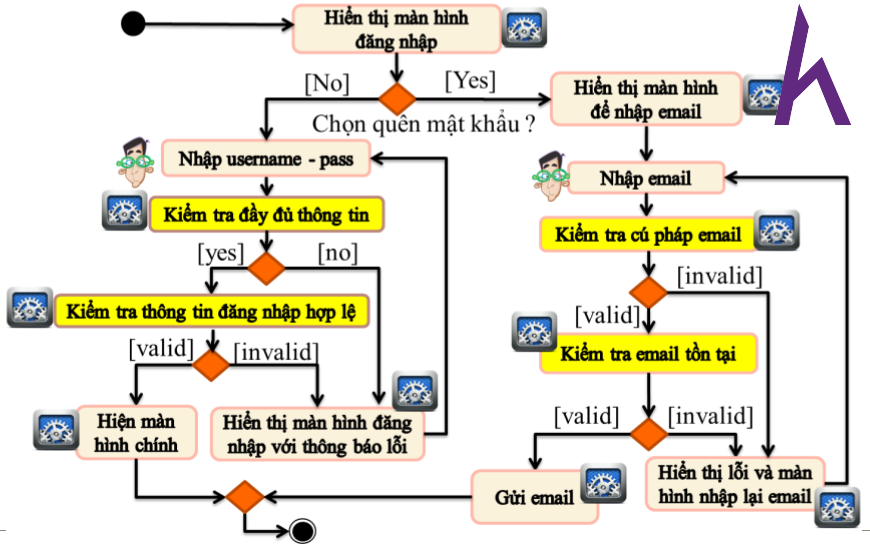 Hiển thị màn hình
đăng nhập
[No]
[Yes]
Chọn quên mật khẩu ?
Hiển thị màn hình
để nhập email
Nhập username - pass
Nhập email
Kiểm tra đầy đủ thông tin
Kiểm tra cú pháp email
[yes]
[no]
[invalid]
Kiểm tra thông tin đăng nhập hợp lệ
[valid]
Kiểm tra email tồn tại
[valid]
[invalid]
Hiện màn
hình chính
Hiển thị màn hình đăng
nhập với thông báo lỗi
[valid]
[invalid]
Gửi email
Hiển thị lỗi và màn
hình nhập lại email